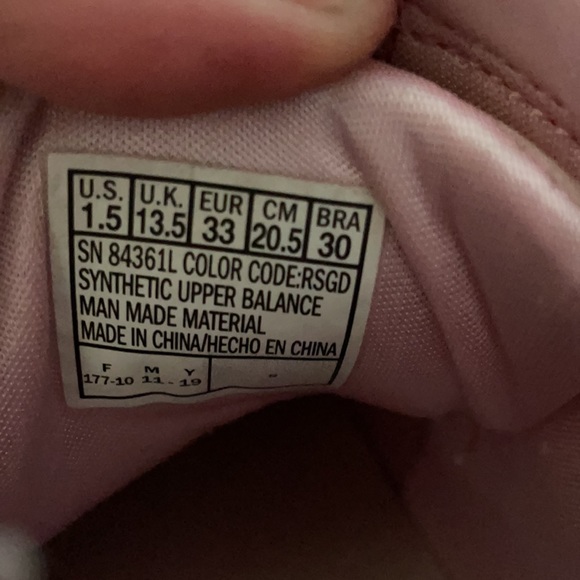 U.S. U.K. EUR CM BRA
1.5 13.5 33 20.5 30
SN 84361L COLOR CODE:RSGD
SYNTHETIC UPPER BALANCE
MAN MADE MATERIAL
MADE IN CHINA/HECHO EN CHINA
F M Y
177-10 11 - 19